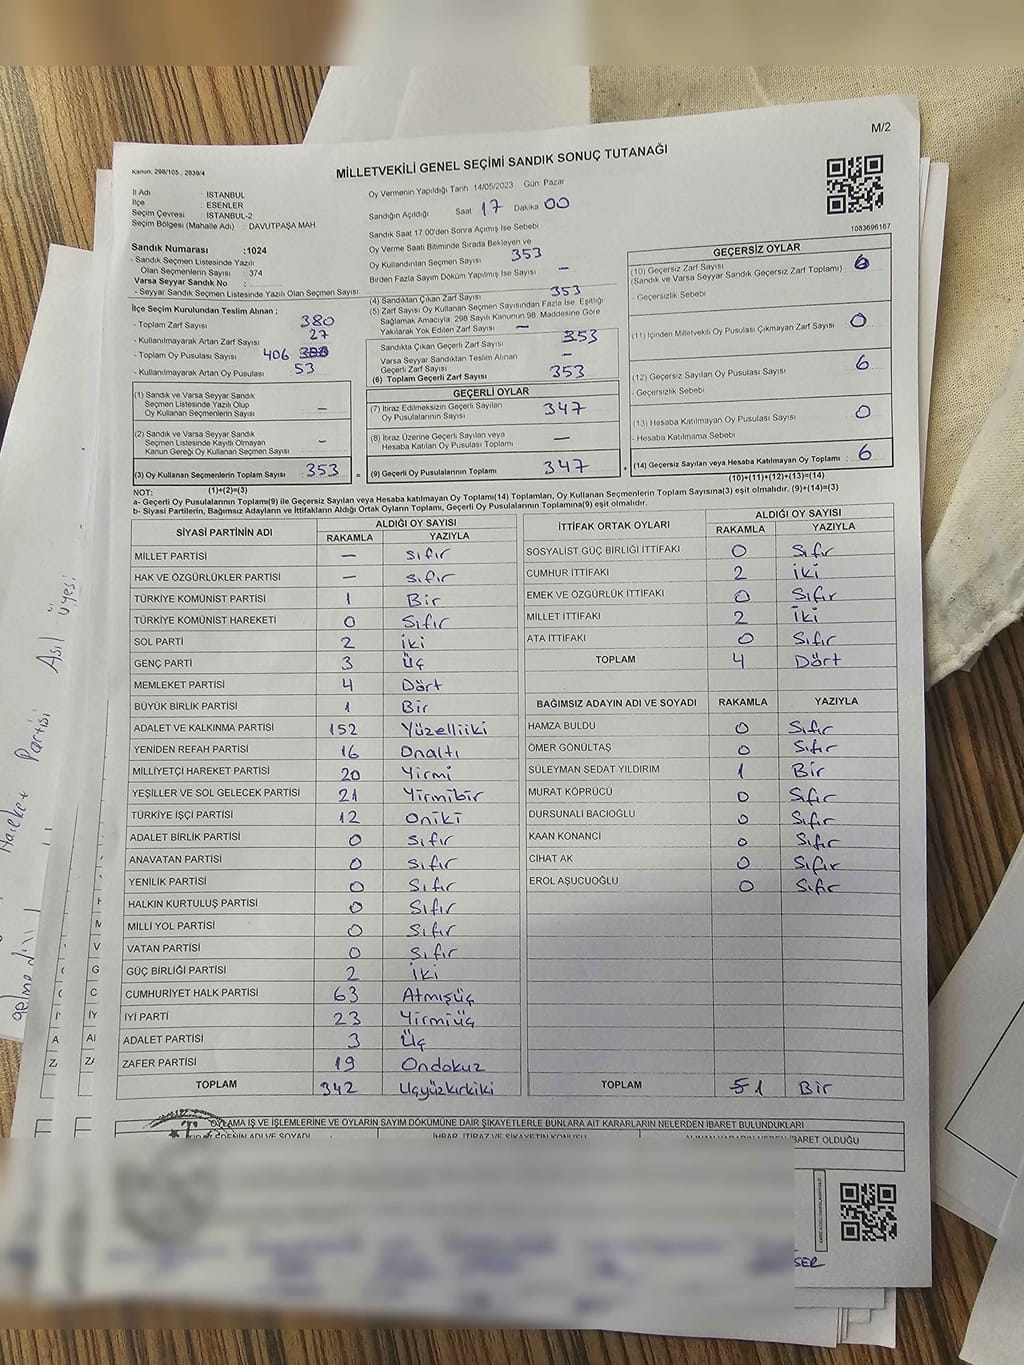 M/2
Kanun, 298/105 , 2839/4
MİLLETVEKİLİ GENEL SEÇİMİ SANDIK SONUÇ TUTANAĞI
İl Adı : İSTANBUL
İlçe : ESENLER
Seçim Çevresi : İSTANBUL-2
Seçim Bölgesi (Mahalle Adı) : DAVUTPAŞA MAH
Sandık Numarası :1024
- Sandık Seçmen Listesinde Yazılı
Olan Seçmenlerin Sayısı : 374
Varsa Seyyar Sandık No :
- Seyyar Sandık Seçmen Listesinde Yazılı Olan Seçmen Sayısı:
İlçe Seçim Kurulundan Teslim Alınan ;
- Toplam Zarf Sayısı 380
- Kullanılmayarak Artan Zarf Sayısı 27
- Toplam Oy Pusulası Sayısı 406
- Kullanılmayarak Artan Oy Pusulası 53
(1) Sandık ve Varsa Seyyar Sandık
Seçmen Listesinde Yazılı Olup
Oy Kullanan Seçmenlerin Sayısı –
(2) Sandık ve Varsa Seyyar Sandık
Seçmen Listesinde Kayıtlı Olmayan
Kanun Gereği Oy Kullanan Seçmen Sayısı –
(3) Oy Kullanan Seçmenlerin Toplam Sayısı 353
(1)+(2)=(3)
Oy Vermenin Yapıldığı Tarih :14/05/2023 Gün: Pazar
Sandığın Açıldığı Saat 17 Dakika 00
Sandık Saat 17:00'den Sonra Açılmış İse Sebebi
Oy Verme Saati Bitiminde Sırada Bekleyen ve
Oy Kullandırılan Seçmen Sayısı 353
Birden Fazla Sayım Döküm Yapılmış İse Sayısı –
(4) Sandıktan Çıkan Zarf Sayısı 353
(5) Zarf Sayısı Oy Kullanan Seçmen Sayısından Fazla İse, Eşitliği
Sağlamak Amacıyla, 298 Sayılı Kanunun 98. Maddesine Göre
Yakılarak Yok Edilen Zarf Sayısı –
Sandıkta Çıkan Geçerli Zarf Sayısı 353
Varsa Seyyar Sandıktan Teslim Alınan
Geçerli Zarf Sayısı –
(6) Toplam Geçerli Zarf Sayısı 353
GEÇERLİ OYLAR
(7) İtiraz Edilmeksizin Geçerli Sayılan
Oy Pusulalarının Sayısı 347
(8) İtiraz Üzerine Geçerli Sayılan veya
Hesaba Katılan Oy Pusulası Toplamı –
= (9) Geçerli Oy Pusulalarının Toplamı 347 +
1083696167
GEÇERSİZ OYLAR
(10) Geçersiz Zarf Sayısı
(Sandık ve Varsa Seyyar Sandık Geçersiz Zarf Toplamı)
- Geçersizlik Sebebi
(11) İçinden Milletvekili Oy Pusulası Çıkmayan Zarf Sayısı 0
(12) Geçersiz Sayılan Oy Pusulası Sayısı 6
- Geçersizlik Sebebi
(13) Hesaba Katılmayan Oy Pusulası Sayısı 0
- Hesaba Katılmama Sebebi
(14) Geçersiz Sayılan veya Hesaba Katılmayan Oy Toplamı : 6
(10)+(11)+(12)+(13)=(14)
NOT:
a- Geçerli Oy Pusulalarının Toplamı(9) ile Geçersiz Sayılan veya Hesaba katılmayan Oy Toplamı(14) Toplamları, Oy Kullanan Seçmenlerin Toplam Sayısına(3) eşit olmalıdır. (9)+(14)=(3)
b- Siyasi Partilerin, Bağımsız Adayların ve İttifakların Aldığı Ortak Oyların Toplamı, Geçerli Oy Pusulalarının Toplamına(9) eşit olmalıdır.
SİYASİ PARTİNİN ADI ALDIĞI OY SAYISI
RAKAMLA YAZIYLA
MİLLET PARTİSİ – sıfır
HAK VE ÖZGÜRLÜKLER PARTİSİ – sıfır
TÜRKİYE KOMÜNİST PARTİSİ 1 Bir
TÜRKİYE KOMÜNİST HAREKETİ 0 Sıfır
SOL PARTİ 2 İki
GENÇ PARTİ 3 Üç
MEMLEKET PARTİSİ 4 Dört
BÜYÜK BİRLİK PARTİSİ 1 Bir
ADALET VE KALKINMA PARTİSİ 152 Yüzelliiki
YENİDEN REFAH PARTİSİ 16 Onaltı
MİLLİYETÇİ HAREKET PARTİSİ 20 Yirmi
YEŞİLLER VE SOL GELECEK PARTİSİ 21 Yirmibir
TÜRKİYE İŞÇİ PARTİSİ 12 Oniki
ADALET BİRLİK PARTİSİ 0 Sıfır
ANAVATAN PARTİSİ 0 Sıfır
YENİLİK PARTİSİ 0 Sıfır
HALKIN KURTULUŞ PARTİSİ 0 Sıfır
MİLLİ YOL PARTİSİ 0 Sıfır
VATAN PARTİSİ 0 Sıfır
GÜÇ BİRLİĞİ PARTİSİ 2 İki
CUMHURİYET HALK PARTİSİ 63 Atmışüç
İYİ PARTİ 23 Yirmiüç
ADALET PARTİSİ 3 Üç
ZAFER PARTİSİ 19 Ondokuz
TOPLAM 342 Üçyüzkırkiki
İTTİFAK ORTAK OYLARI ALDIĞI OY SAYISI
RAKAMLA YAZIYLA
SOSYALİST GÜÇ BİRLİĞİ İTTİFAKI 0 Sıfır
CUMHUR İTTİFAKI 2 İki
EMEK VE ÖZGÜRLÜK İTTİFAKI 0 Sıfır
MİLLET İTTİFAKI 2 İki
ATA İTTİFAKI 0 Sıfır
TOPLAM 4 Dört
BAĞIMSIZ ADAYIN ADI VE SOYADI RAKAMLA YAZIYLA
HAMZA BULDU 0 Sıfır
ÖMER GÖNÜLTAŞ 0 Sıfır
SÜLEYMAN SEDAT YILDIRIM 1 Bir
MURAT KÖPRÜCÜ 0 Sıfır
DURSUNALİ BACIOĞLU 0 Sıfır
KAAN KONANCI 0 Sıfır
CİHAT AK 0 Sıfır
EROL AŞUCUOĞLU 0 Sıfır
TOPLAM 1 Bir
OYLAMA İŞ VE İŞLEMLERİNE VE OYLARIN SAYIM DÖKÜMÜNE DAİR ŞİKAYETLERLE BUNLARA AİT KARARLARIN NELERDEN İBARET BULUNDUKLARI
İHBAR, İTİRAZ VE ŞİKAYETİN KONUSU
Hareket Partisi Asıl üyesi